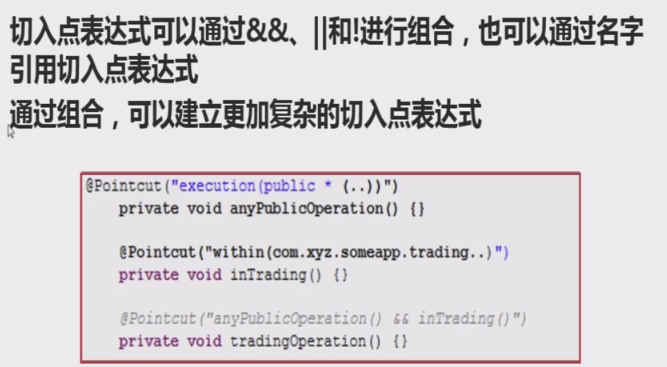 切入点表达式可以通过&&、||和!进行组合，也可以通过名字
引用切入点表达式
通过组合，可以建立更加复杂的切入点表达式
@Pointcut("execution(public * (..))")
private void anyPublicOperation() {}
@Pointcut("within(com.xyz.someapp.trading..)")
private void inTrading() {}
@Pointcut("anyPublicOperation() && inTrading()")
private void tradingOperation() {}